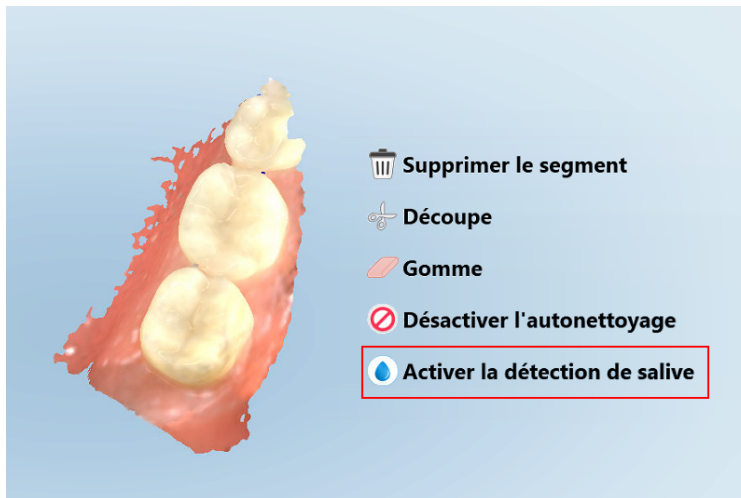 Supprimer le segment
Découpe
Gomme
Désactiver l'autonettoyage
Activer la détection de salive